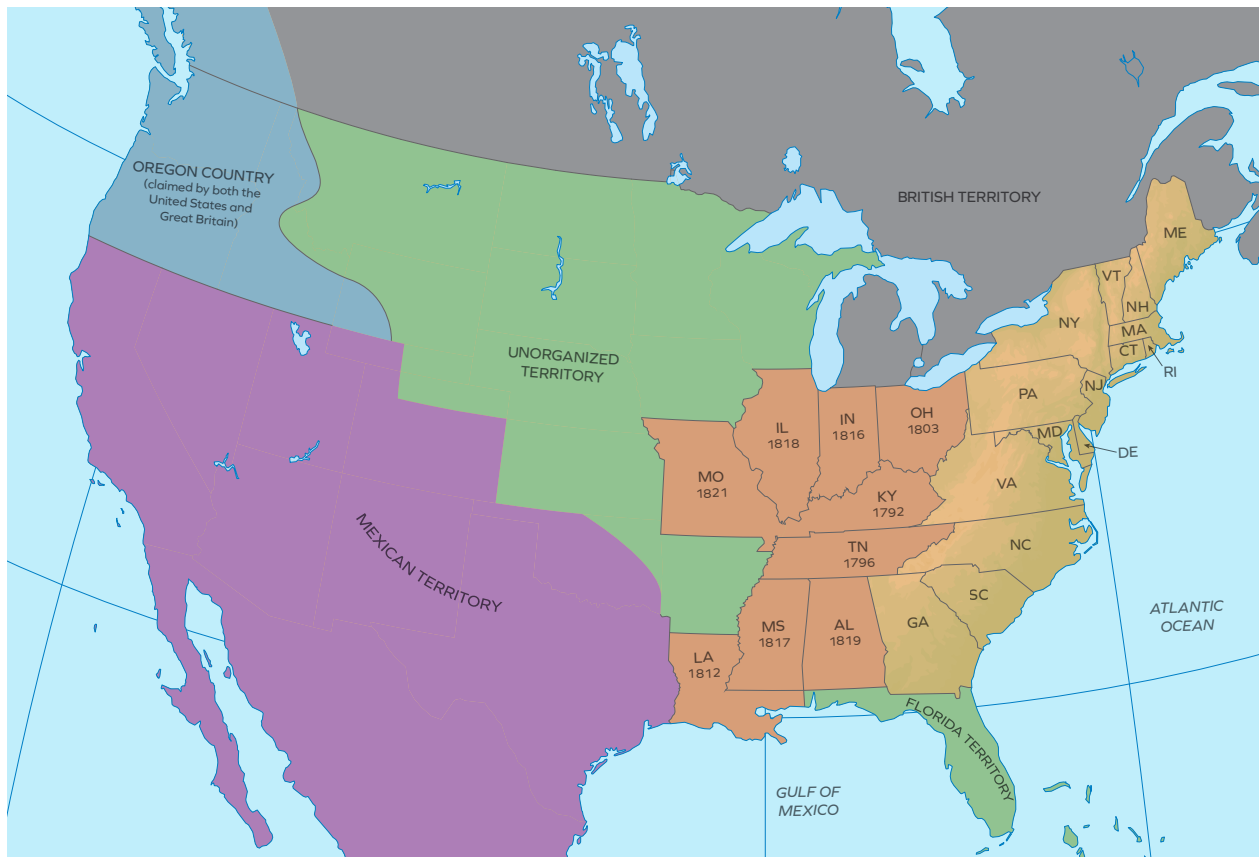 OREGON COUNTRY
(claimed by both the
United States and
Great Britain)
BRITISH TERRITORY
ME
VT
NH
NY
MA
CT
RI
UNORGANIZED
TERRITORY
PA
NJ
OH
1803
IN
1816
IL
1818
MD
DE
MO
1821
VA
KY
1792
MEXICAN TERRITORY
TN
1796
NC
SC
ATLANTIC
OCEAN
GA
MS
1817
AL
1819
LA
1812
FLORIDA TERRITORY
GULF OF
MEXICO